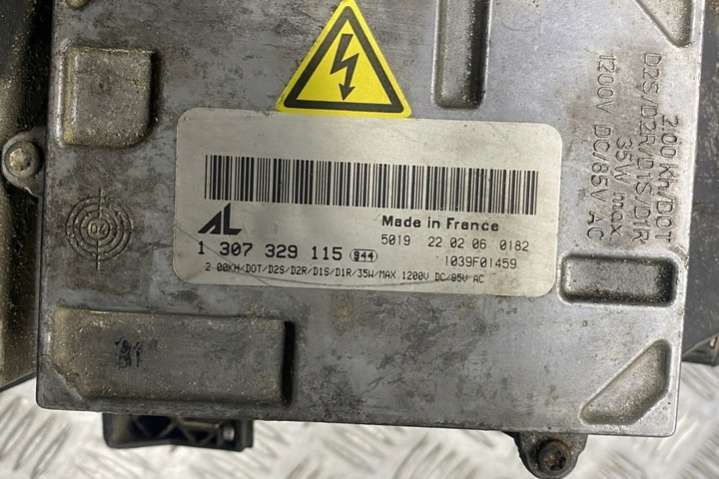 AL
Made in France
5019 22 02 06 0182
1 307 329 115 944
1039F01459
2 00KH/DOT/D2S/D2R/D1S/D1R/35W/MAX 1200V DC/85V AC
2.00 Kh/DOT
D2S/D2R/D1S/D1R
35W max
1200V DC/85V AC
04